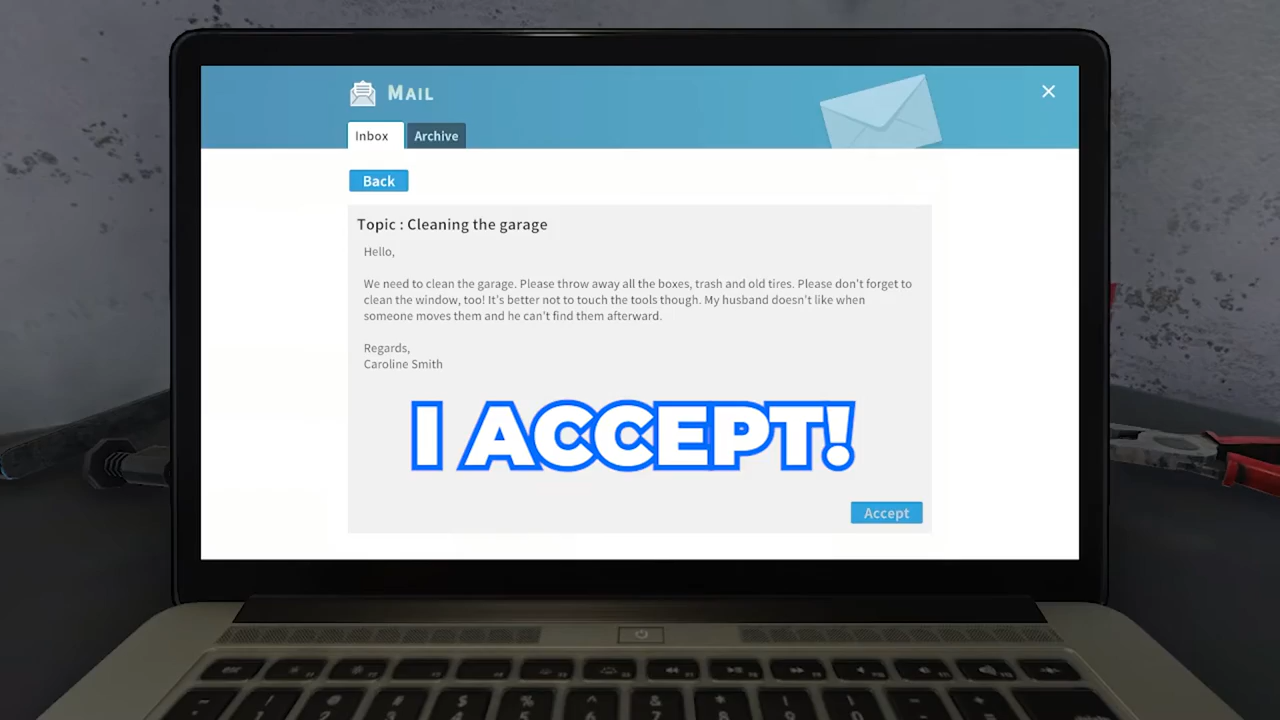 MAIL
Inbox
Archive
Back
Topic : Cleaning the garage
Hello,
We need to clean the garage. Please throw away all the boxes, trash and old tires. Please don't forget to
clean the window, too! It's better not to touch the tools though. My husband doesn't like when
someone moves them and he can't find them afterward.
Regards,
Caroline Smith
I ACCEPT!
Accept